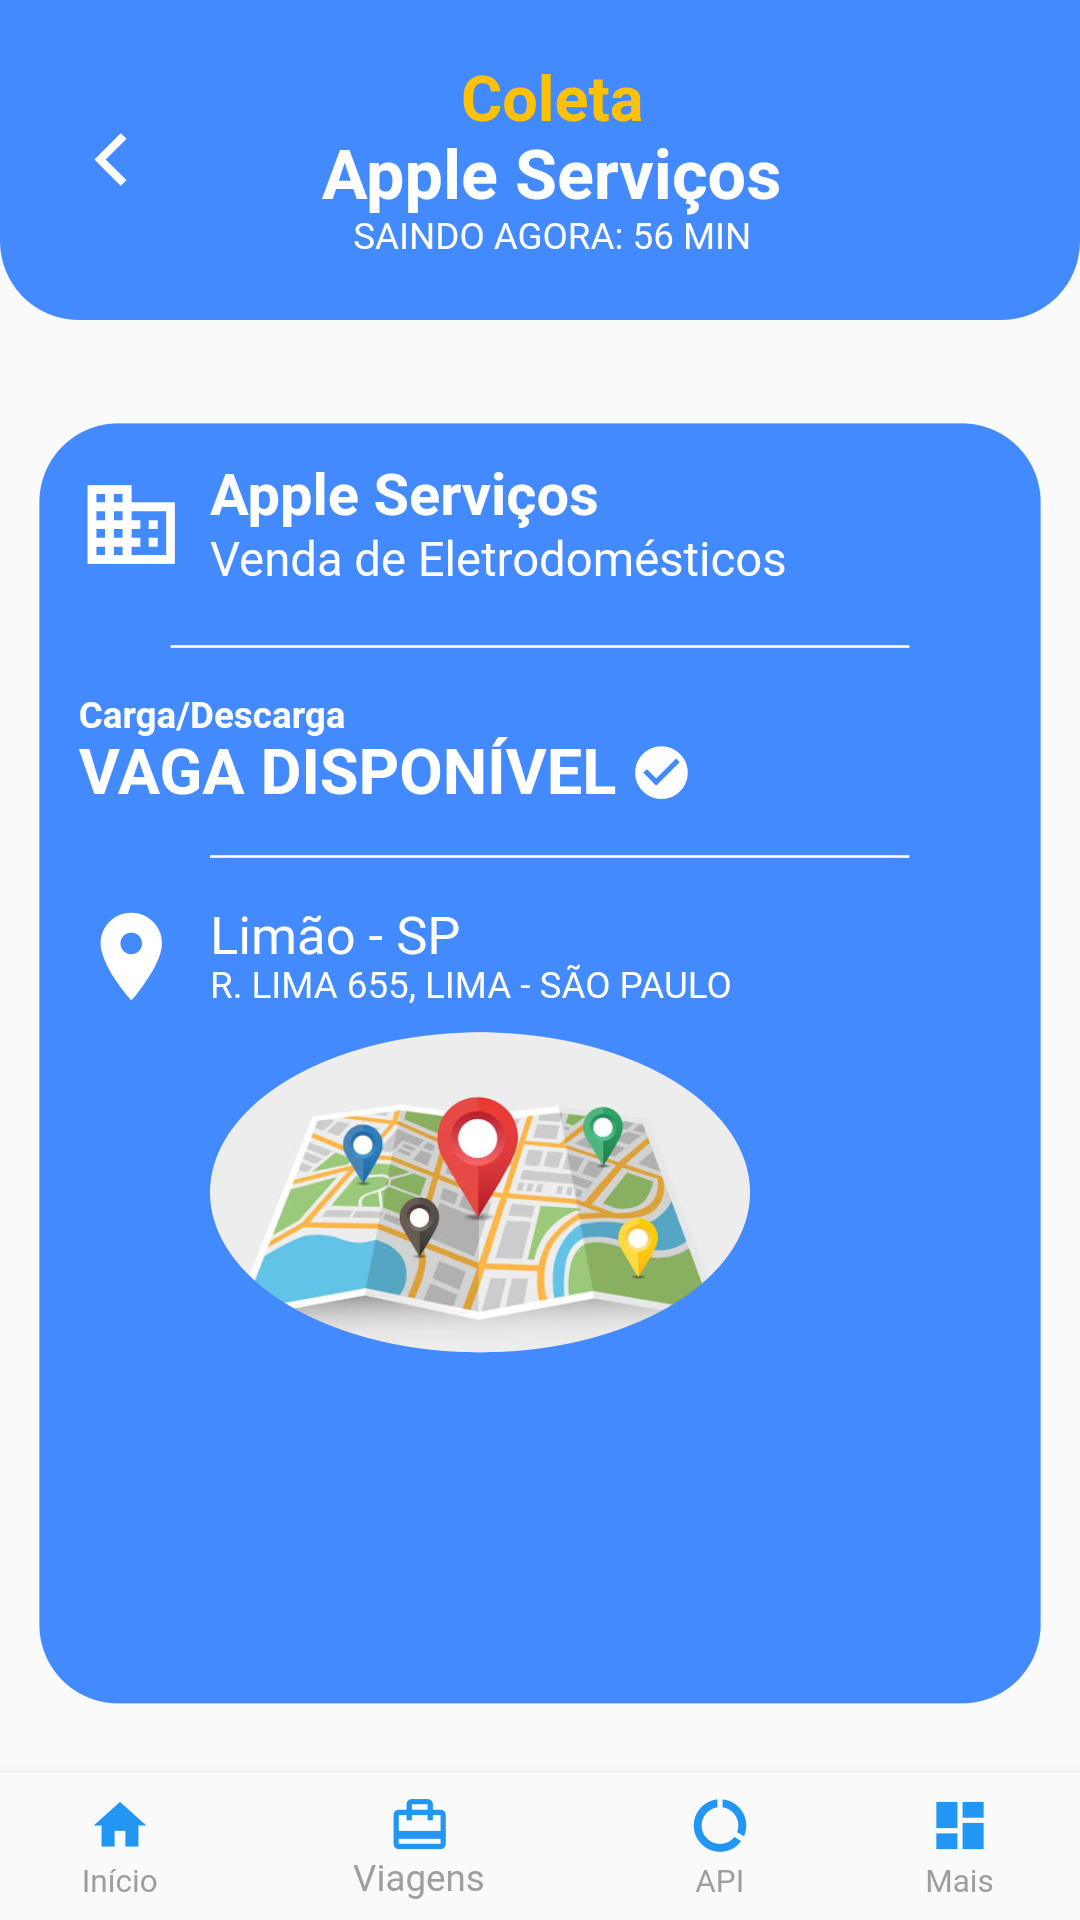 Coleta
Apple Serviços
SAINDO AGORA: 56 MIN
Apple Serviços
Venda de Eletrodomésticos
Carga/Descarga
VAGA DISPONÍVEL
Limão - SP
R. LIMA 655, LIMA - SÃO PAULO
Início
Viagens
API
Mais